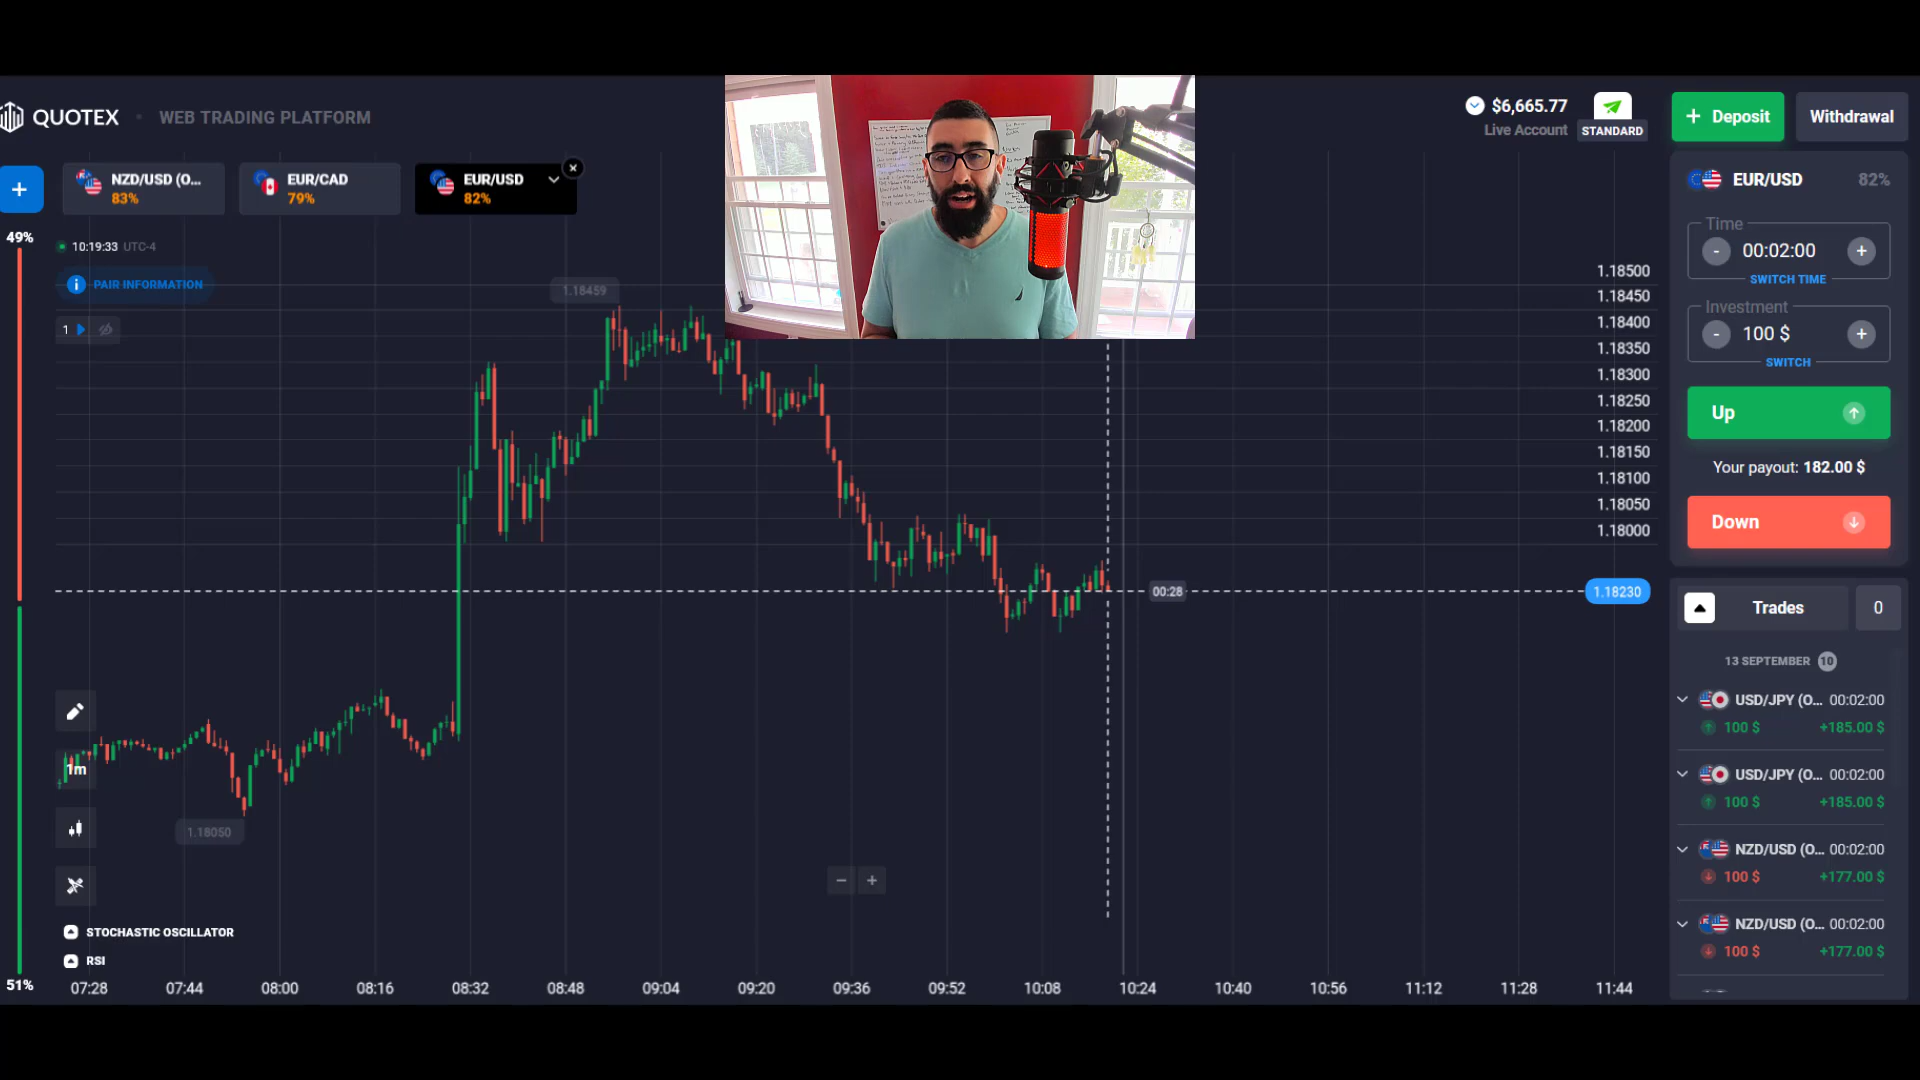 QUOTEX
WEB TRADING PLATFORM
$6,665.77
Live Account
STANDARD
+ Deposit
Withdrawal
+
NZD/USD (O...
83%
EUR/CAD
79%
EUR/USD
82%
×
EUR/USD
82%
49%
10:19:33 UTC-4
PAIR INFORMATION
1
1.18459
Time
- 00:02:00 +
SWITCH TIME
Investment
- 100 $ +
SWITCH
Up
Your payout: 182.00 $
Down
1.18500
1.18450
1.18400
1.18350
1.18300
1.18250
1.18200
1.18150
1.18100
1.18050
1.18000
00:28
1.18230
Trades
0
13 SEPTEMBER 10
USD/JPY (O... 00:02:00
100 $ +185.00 $
USD/JPY (O... 00:02:00
100 $ +185.00 $
NZD/USD (O... 00:02:00
100 $ +177.00 $
NZD/USD (O... 00:02:00
100 $ +177.00 $
1m
1.18050
− +
STOCHASTIC OSCILLATOR
RSI
51%
07:28 07:44 08:00 08:16 08:32 08:48 09:04 09:20 09:36 09:52 10:08 10:24 10:40 10:56 11:12 11:28 11:44